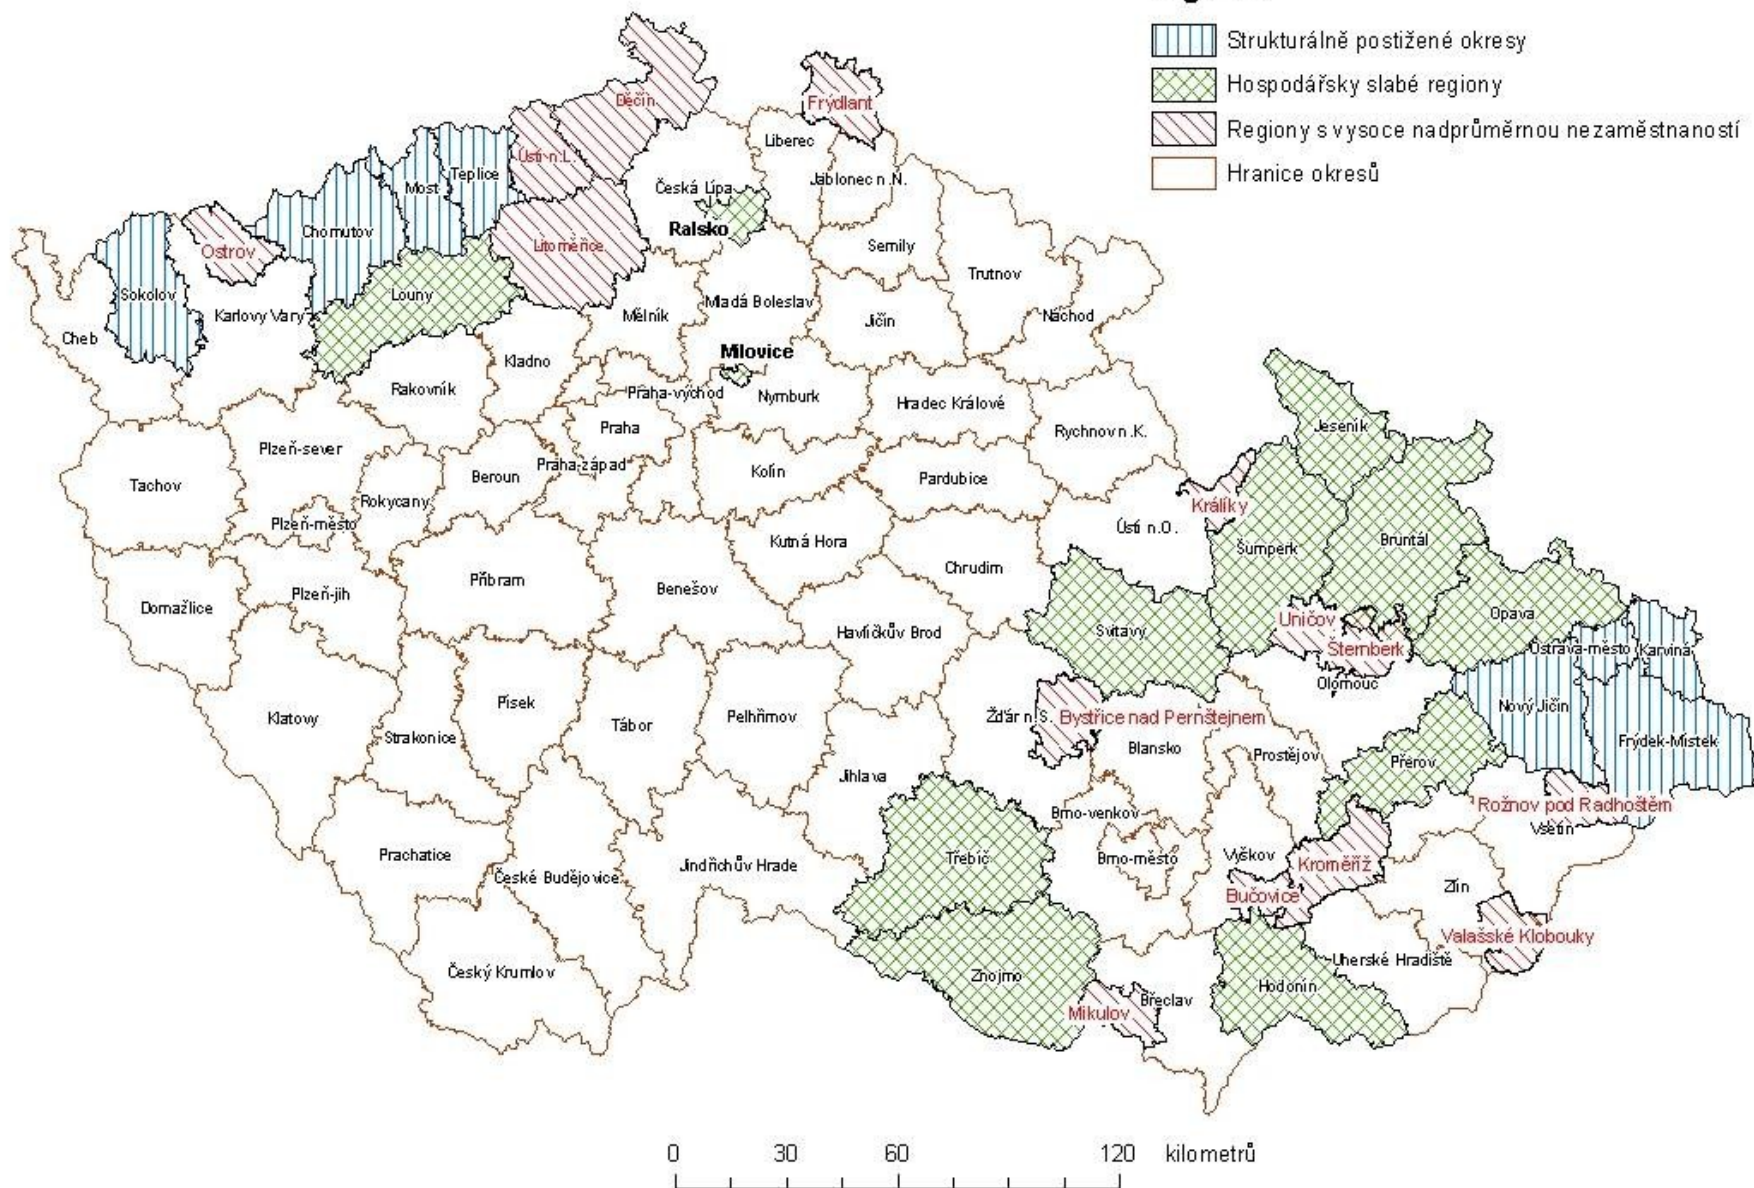 Strukturálně postižené okresy
Hospodářsky slabé regiony
Regiony s vysoce nadprůměrnou nezaměstnaností
Hranice okresů
Děčín
Frýdlant
Liberec
Ústí n.L.
Teplice
Most
Česká Lípa
Jablonec n.N.
Ralsko
Chomutov
Litoměřice
Semily
Ostrov
Trutnov
Sokolov
Louny
Mladá Boleslav
Karlovy Vary
Mělník
Jičín
Náchod
Cheb
Milovice
Kladno
Rakovník
Praha-východ
Nymburk
Hradec Králové
Praha
Rychnov n.K.
Jeseník
Plzeň-sever
Praha-západ
Beroun
Kolín
Pardubice
Tachov
Rokycany
Králíky
Plzeň-město
Ústí n.O.
Kutná Hora
Šumperk
Bruntál
Chrudim
Příbram
Benešov
Plzeň-jih
Domažlice
Opava
Uničov
Svitavy
Havlíčkův Brod
Šternberk
Ostrava-město
Karviná
Olomouc
Písek
Nový Jičín
Klatovy
Pelhřimov
Žďár n.S.
Bystřice nad Pernštejnem
Tábor
Strakonice
Blansko
Frýdek-Místek
Prostějov
Přerov
Jihlava
Rožnov pod Radhoštěm
Brno-venkov
Vsetín
Prachatice
Vyškov
Třebíč
Brno-město
Kroměříž
Jindřichův Hrade
České Budějovice
Zlín
Bučovice
Valašské Klobouky
Uherské Hradiště
Český Krumlov
Znojmo
Hodonín
Břeclav
Mikulov
0 30 60 120 kilometrů